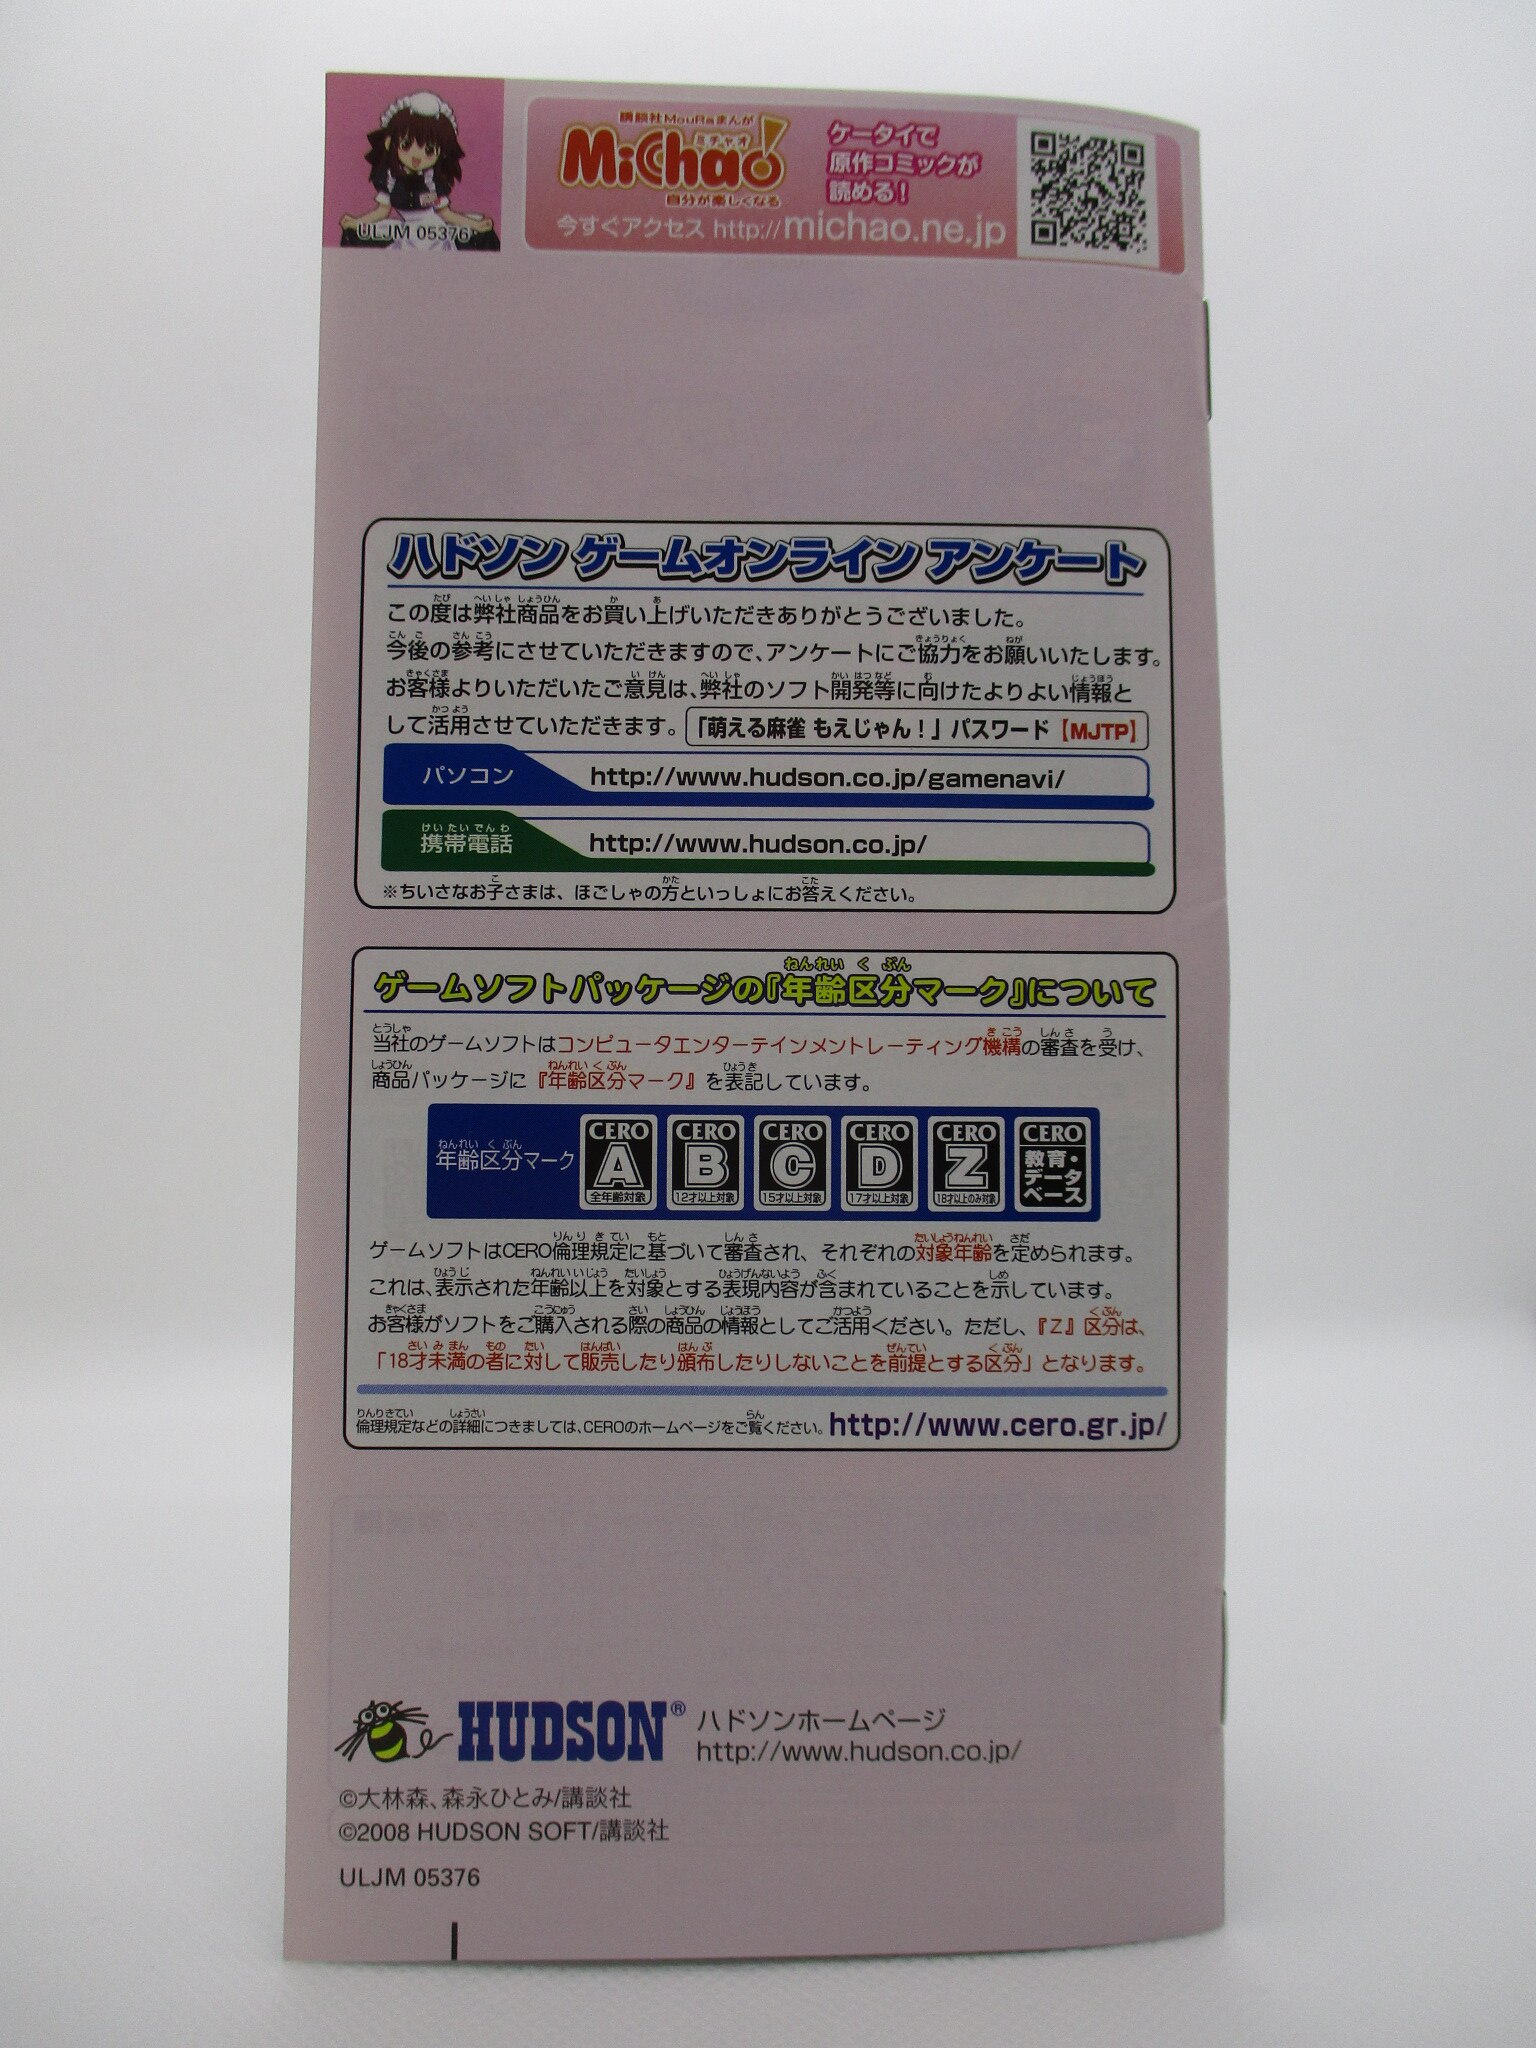 ULJM 05376
講談社MouRaまんが
MiChao!
ミチャオ
自分が楽しくなる
ケータイで
原作コミックが
読める!
今すぐアクセス http://michao.ne.jp
ハドソン ゲームオンライン アンケート
この度は弊社商品をお買い上げいただきありがとうございました。
今後の参考にさせていただきますので、アンケートにご協力をお願いいたします。
お客様よりいただいたご意見は、弊社のソフト開発等に向けたよりよい情報と
して活用させていただきます。「萌える麻雀 もえじゃん!」パスワード【MJTP】
パソコン http://www.hudson.co.jp/gamenavi/
携帯電話 http://www.hudson.co.jp/
※ちいさなお子さまは、ほごしゃの方といっしょにお答えください。
ゲームソフトパッケージの『年齢区分マーク』について
当社のゲームソフトはコンピュータエンターテインメントレーティング機構の審査を受け、
商品パッケージに『年齢区分マーク』を表記しています。
年齢区分マーク
CERO A 全年齢対象
CERO B 12才以上対象
CERO C 15才以上対象
CERO D 17才以上対象
CERO Z 18才以上のみ対象
CERO 教育・データベース
ゲームソフトはCERO倫理規定に基づいて審査され、それぞれの対象年齢を定められます。
これは、表示された年齢以上を対象とする表現内容が含まれていることを示しています。
お客様がソフトをご購入される際の商品の情報としてご活用ください。ただし、『Z』区分は、
「18才未満の者に対して販売したり頒布したりしないことを前提とする区分」となります。
倫理規定などの詳細につきましては、CEROのホームページをご覧ください。http://www.cero.gr.jp/
HUDSON® ハドソンホームページ
http://www.hudson.co.jp/
©大林森、森永ひとみ/講談社
©2008 HUDSON SOFT/講談社
ULJM 05376